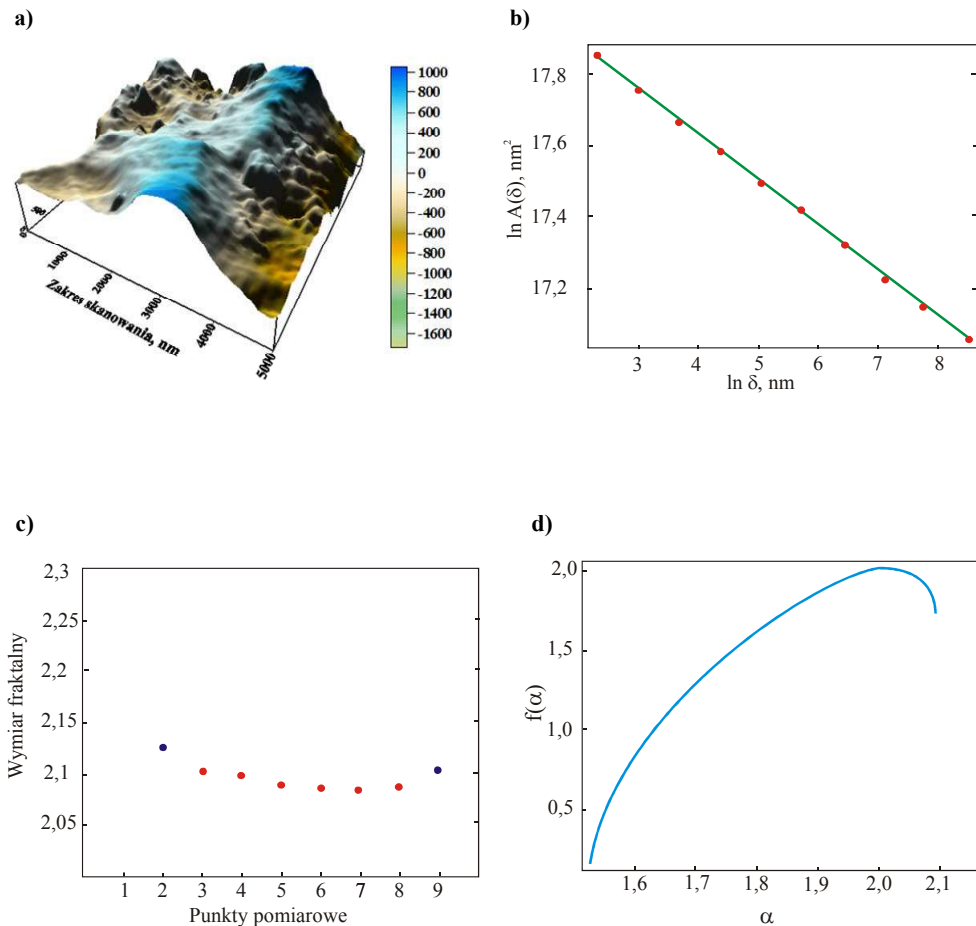 a)
1000
800
600
400
200
0
-200
-400
-600
-800
-1000
-1200
-1400
-1600
1000
2000
3000
4000
5000
Zakres skanowania, nm
b)
17,8
17,6
17,4
17,2
ln A(δ), nm²
3 4 5 6 7 8
ln δ, nm
c)
2,3
2,25
2,2
2,15
2,1
2,05
Wymiar fraktalny
1 2 3 4 5 6 7 8 9
Punkty pomiarowe
d)
2,0
1,5
1,0
0,5
f(α)
1,6 1,7 1,8 1,9 2,0 2,1
α